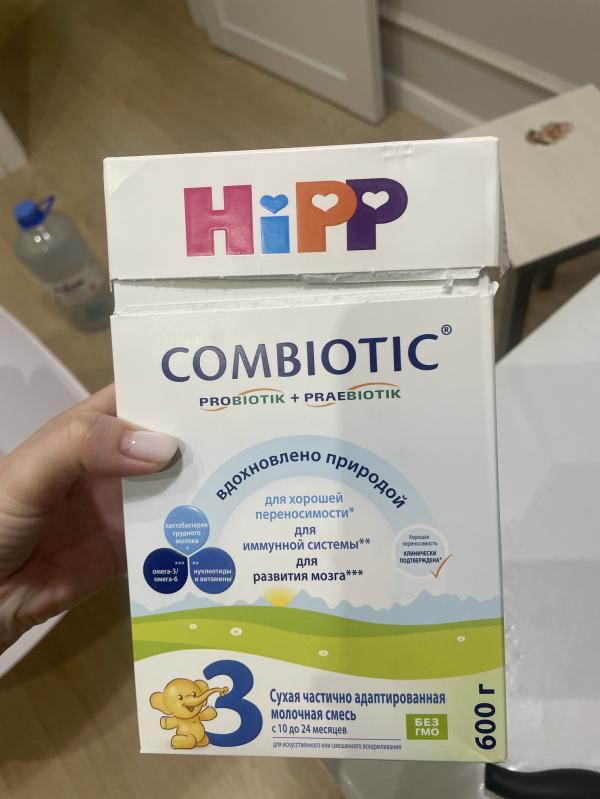 HiPP
COMBIOTIC®
PROBIOTIK + PRAEBIOTIK
вдохновлено природой
для хорошей
переносимости*
для
иммунной системы**
для
развития мозга***
лактобактерия
грудного
молока
*
***
омега-3/
омега-6
**
нуклеотиды
и витамины
Хорошая
переносимость
КЛИНИЧЕСКИ
ПОДТВЕРЖДЕНА*
3
Сухая частично адаптированная
молочная смесь
с 10 до 24 месяцев
для искусственного или смешанного вскармливания
БЕЗ
ГМО
600 г